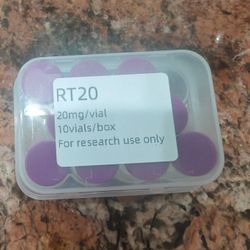 RT20
20mg/vial
10vials/box
For research use only